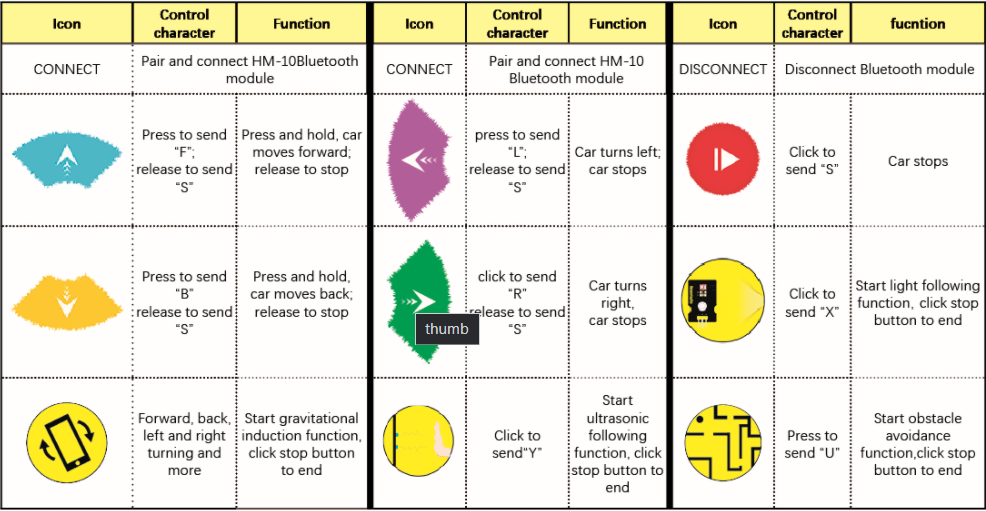 Icon
Control
character
Function
Icon
Control
character
Function
Icon
Control
character
fucntion
CONNECT
Pair and connect HM-10Bluetooth
module
CONNECT
Pair and connect HM-10
Bluetooth module
DISCONNECT
Disconnect Bluetooth module
Press to send
“F”;
release to send
“S”
Press and hold, car
moves forward;
release to stop
press to send
“L”;
release to send
“S”
Car turns left;
car stops
Click to
send “S”
Car stops
Press to send
“B”
release to send
“S”
Press and hold,
car moves back;
release to stop
thumb
click to send
“R”
release to send
“S”
Car turns
right,
car stops
Click to
send “X”
Start light following
function, click stop
button to end
Forward, back,
left and right
turning and
more
Start gravitational
induction function,
click stop button
to end
Click to
send“Y”
Start
ultrasonic
following
function, click
stop button to
end
Press to
send “U”
Start obstacle
avoidance
function,click stop
button to end